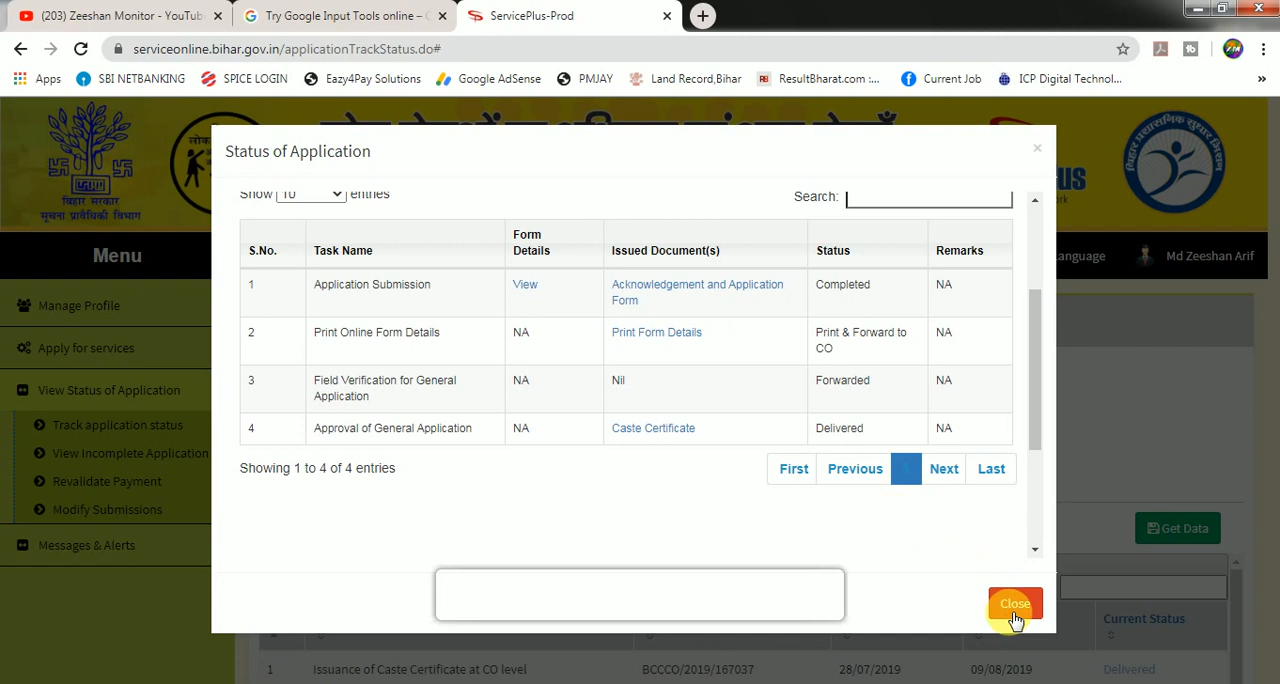 (203) Zeeshan Monitor - YouTub
Try Google Input Tools online –
ServicePlus-Prod
serviceonline.bihar.gov.in/applicationTrackStatus.do#
Apps
SBI NETBANKING
SPICE LOGIN
Eazy4Pay Solutions
Google AdSense
PMJAY
Land Record,Bihar
ResultBharat.com :...
Current Job
ICP Digital Technol...
»
बिहार सरकार
सूचना प्रावैधिकी विभाग
Menu
anguage
Md Zeeshan Arif
Manage Profile
Apply for services
View Status of Application
Track application status
View Incomplete Application
Revalidate Payment
Modify Submissions
Messages & Alerts
Status of Application
×
Show 10 entries
Search:
S.No. Task Name Form Details Issued Document(s) Status Remarks
1 Application Submission View Acknowledgement and Application Form Completed NA
2 Print Online Form Details NA Print Form Details Print & Forward to CO NA
3 Field Verification for General Application NA Nil Forwarded NA
4 Approval of General Application NA Caste Certificate Delivered NA
Showing 1 to 4 of 4 entries
First Previous 1 Next Last
Get Data
Close
Current Status
1 Issuance of Caste Certificate at CO level BCCCO/2019/167037 28/07/2019 09/08/2019 Delivered